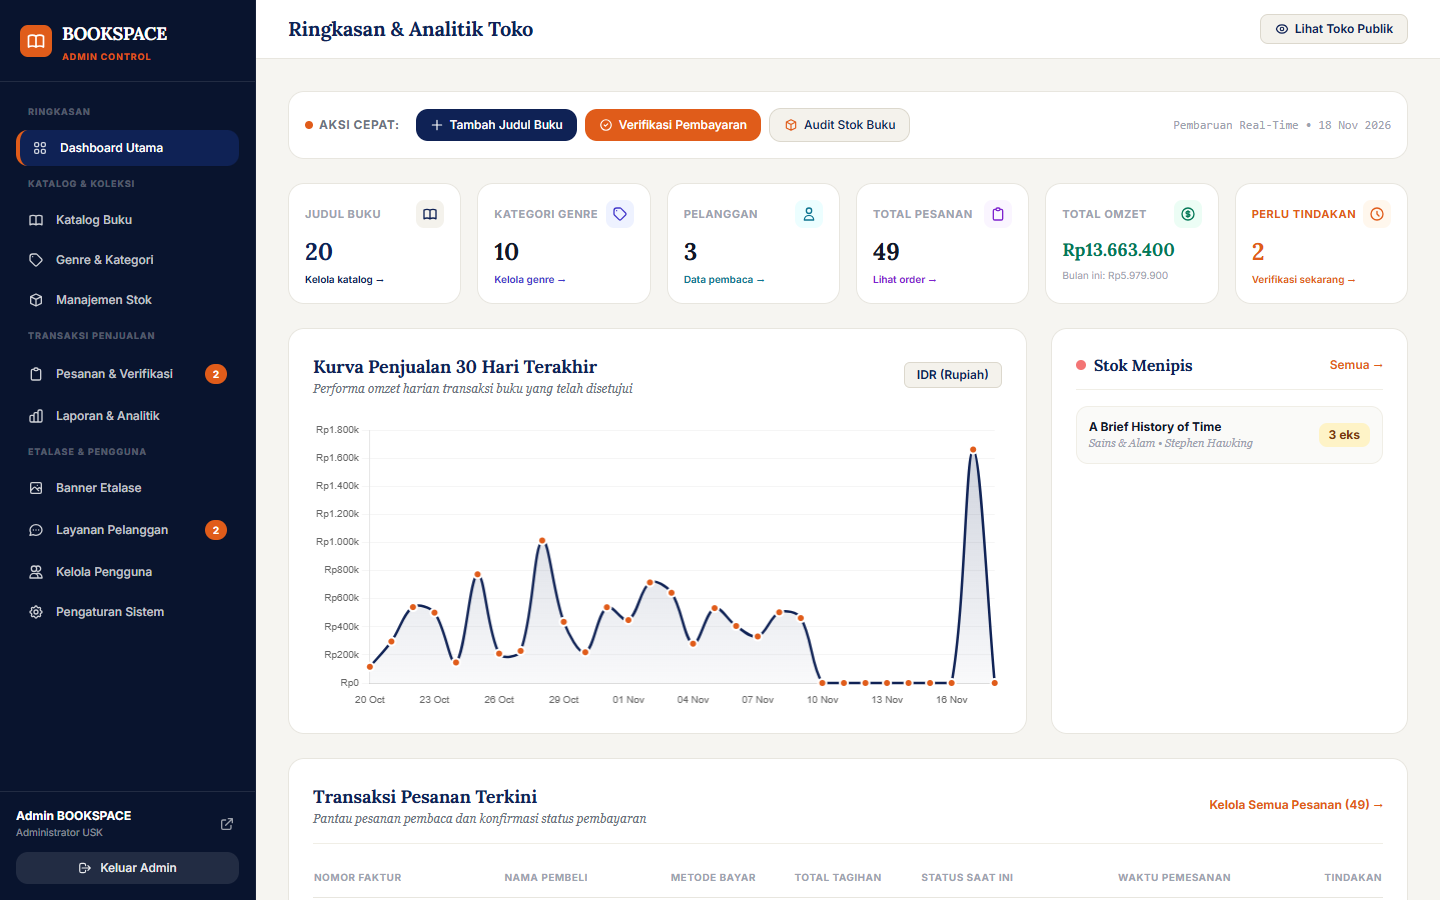 BOOKSPACE
ADMIN CONTROL
RINGKASAN
Dashboard Utama
KATALOG & KOLEKSI
Katalog Buku
Genre & Kategori
Manajemen Stok
TRANSAKSI PENJUALAN
Pesanan & Verifikasi 2
Laporan & Analitik
ETALASE & PENGGUNA
Banner Etalase
Layanan Pelanggan 2
Kelola Pengguna
Pengaturan Sistem
Admin BOOKSPACE
Administrator USK
Keluar Admin
Ringkasan & Analitik Toko
Lihat Toko Publik
AKSI CEPAT: Tambah Judul Buku Verifikasi Pembayaran Audit Stok Buku Pembaruan Real-Time • 18 Nov 2026
JUDUL BUKU
20
Kelola katalog →
KATEGORI GENRE
10
Kelola genre →
PELANGGAN
3
Data pembaca →
TOTAL PESANAN
49
Lihat order →
TOTAL OMZET
Rp13.663.400
Bulan ini: Rp5.979.900
PERLU TINDAKAN
2
Verifikasi sekarang →
Kurva Penjualan 30 Hari Terakhir
Performa omzet harian transaksi buku yang telah disetujui
IDR (Rupiah)
Rp1.800k
Rp1.600k
Rp1.400k
Rp1.200k
Rp1.000k
Rp800k
Rp600k
Rp400k
Rp200k
Rp0
20 Oct 23 Oct 26 Oct 29 Oct 01 Nov 04 Nov 07 Nov 10 Nov 13 Nov 16 Nov
Stok Menipis
Semua →
A Brief History of Time
Sains & Alam • Stephen Hawking
3 eks
Transaksi Pesanan Terkini
Pantau pesanan pembaca dan konfirmasi status pembayaran
Kelola Semua Pesanan (49) →
NOMOR FAKTUR NAMA PEMBELI METODE BAYAR TOTAL TAGIHAN STATUS SAAT INI WAKTU PEMESANAN TINDAKAN